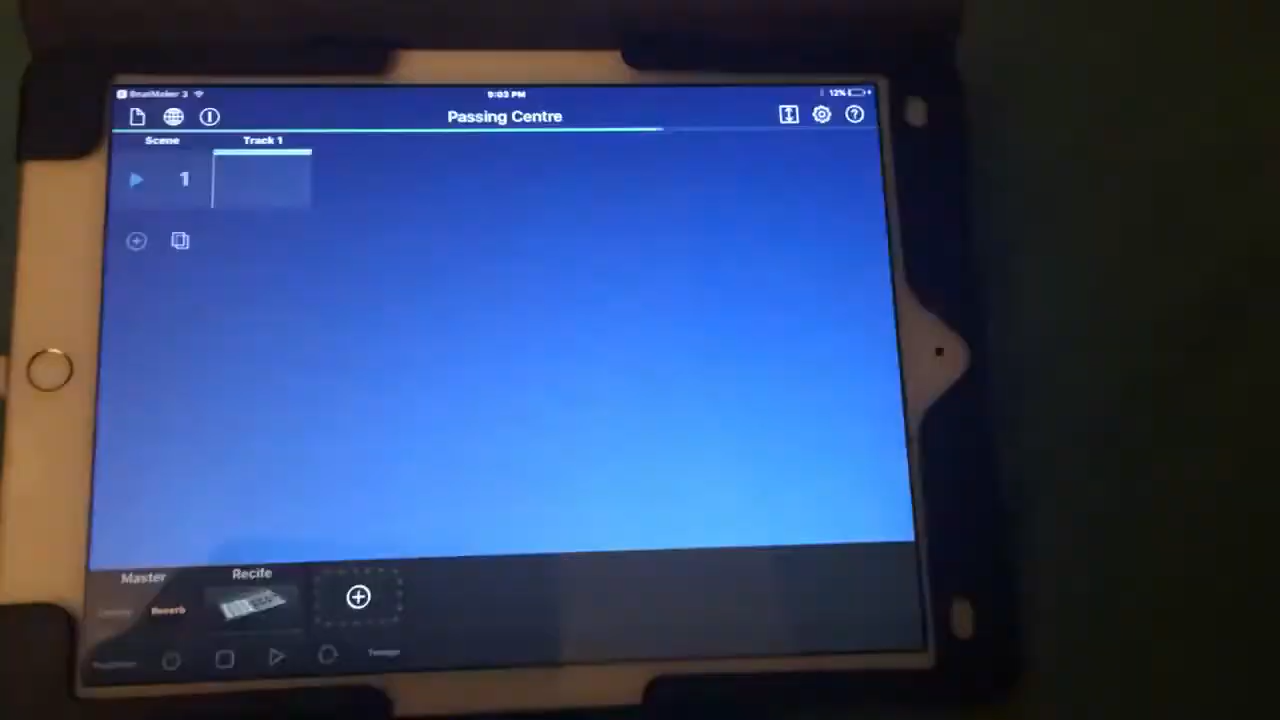 BeatMaker 3
9:03 PM
12%
Passing Centre
Scene
Track 1
1
Master
Recife
Reverb